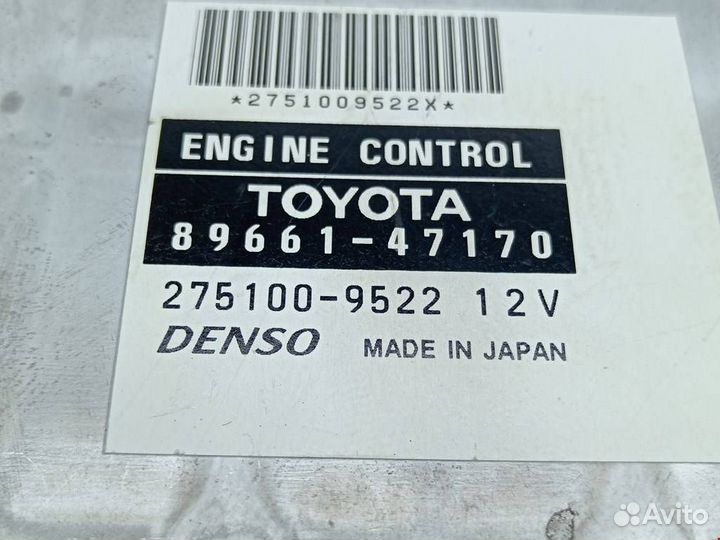 *2751009522X*
ENGINE CONTROL
TOYOTA
89661-47170
275100-9522 12V
DENSO MADE IN JAPAN
Avito